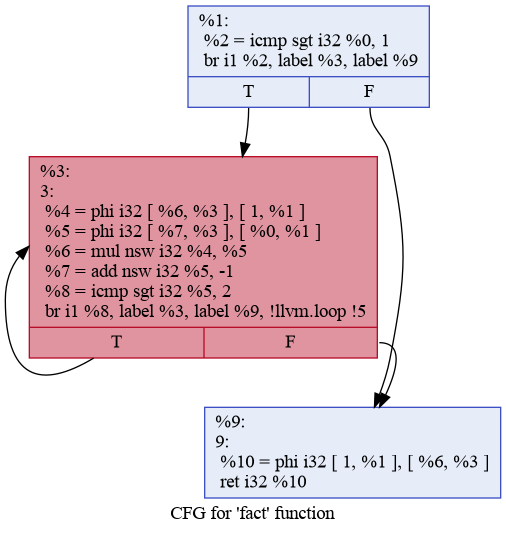 %1:
%2 = icmp sgt i32 %0, 1
br i1 %2, label %3, label %9
T F
%3:
3:
%4 = phi i32 [ %6, %3 ], [ 1, %1 ]
%5 = phi i32 [ %7, %3 ], [ %0, %1 ]
%6 = mul nsw i32 %4, %5
%7 = add nsw i32 %5, -1
%8 = icmp sgt i32 %5, 2
br i1 %8, label %3, label %9, !llvm.loop !5
T F
%9:
9:
%10 = phi i32 [ 1, %1 ], [ %6, %3 ]
ret i32 %10
CFG for 'fact' function